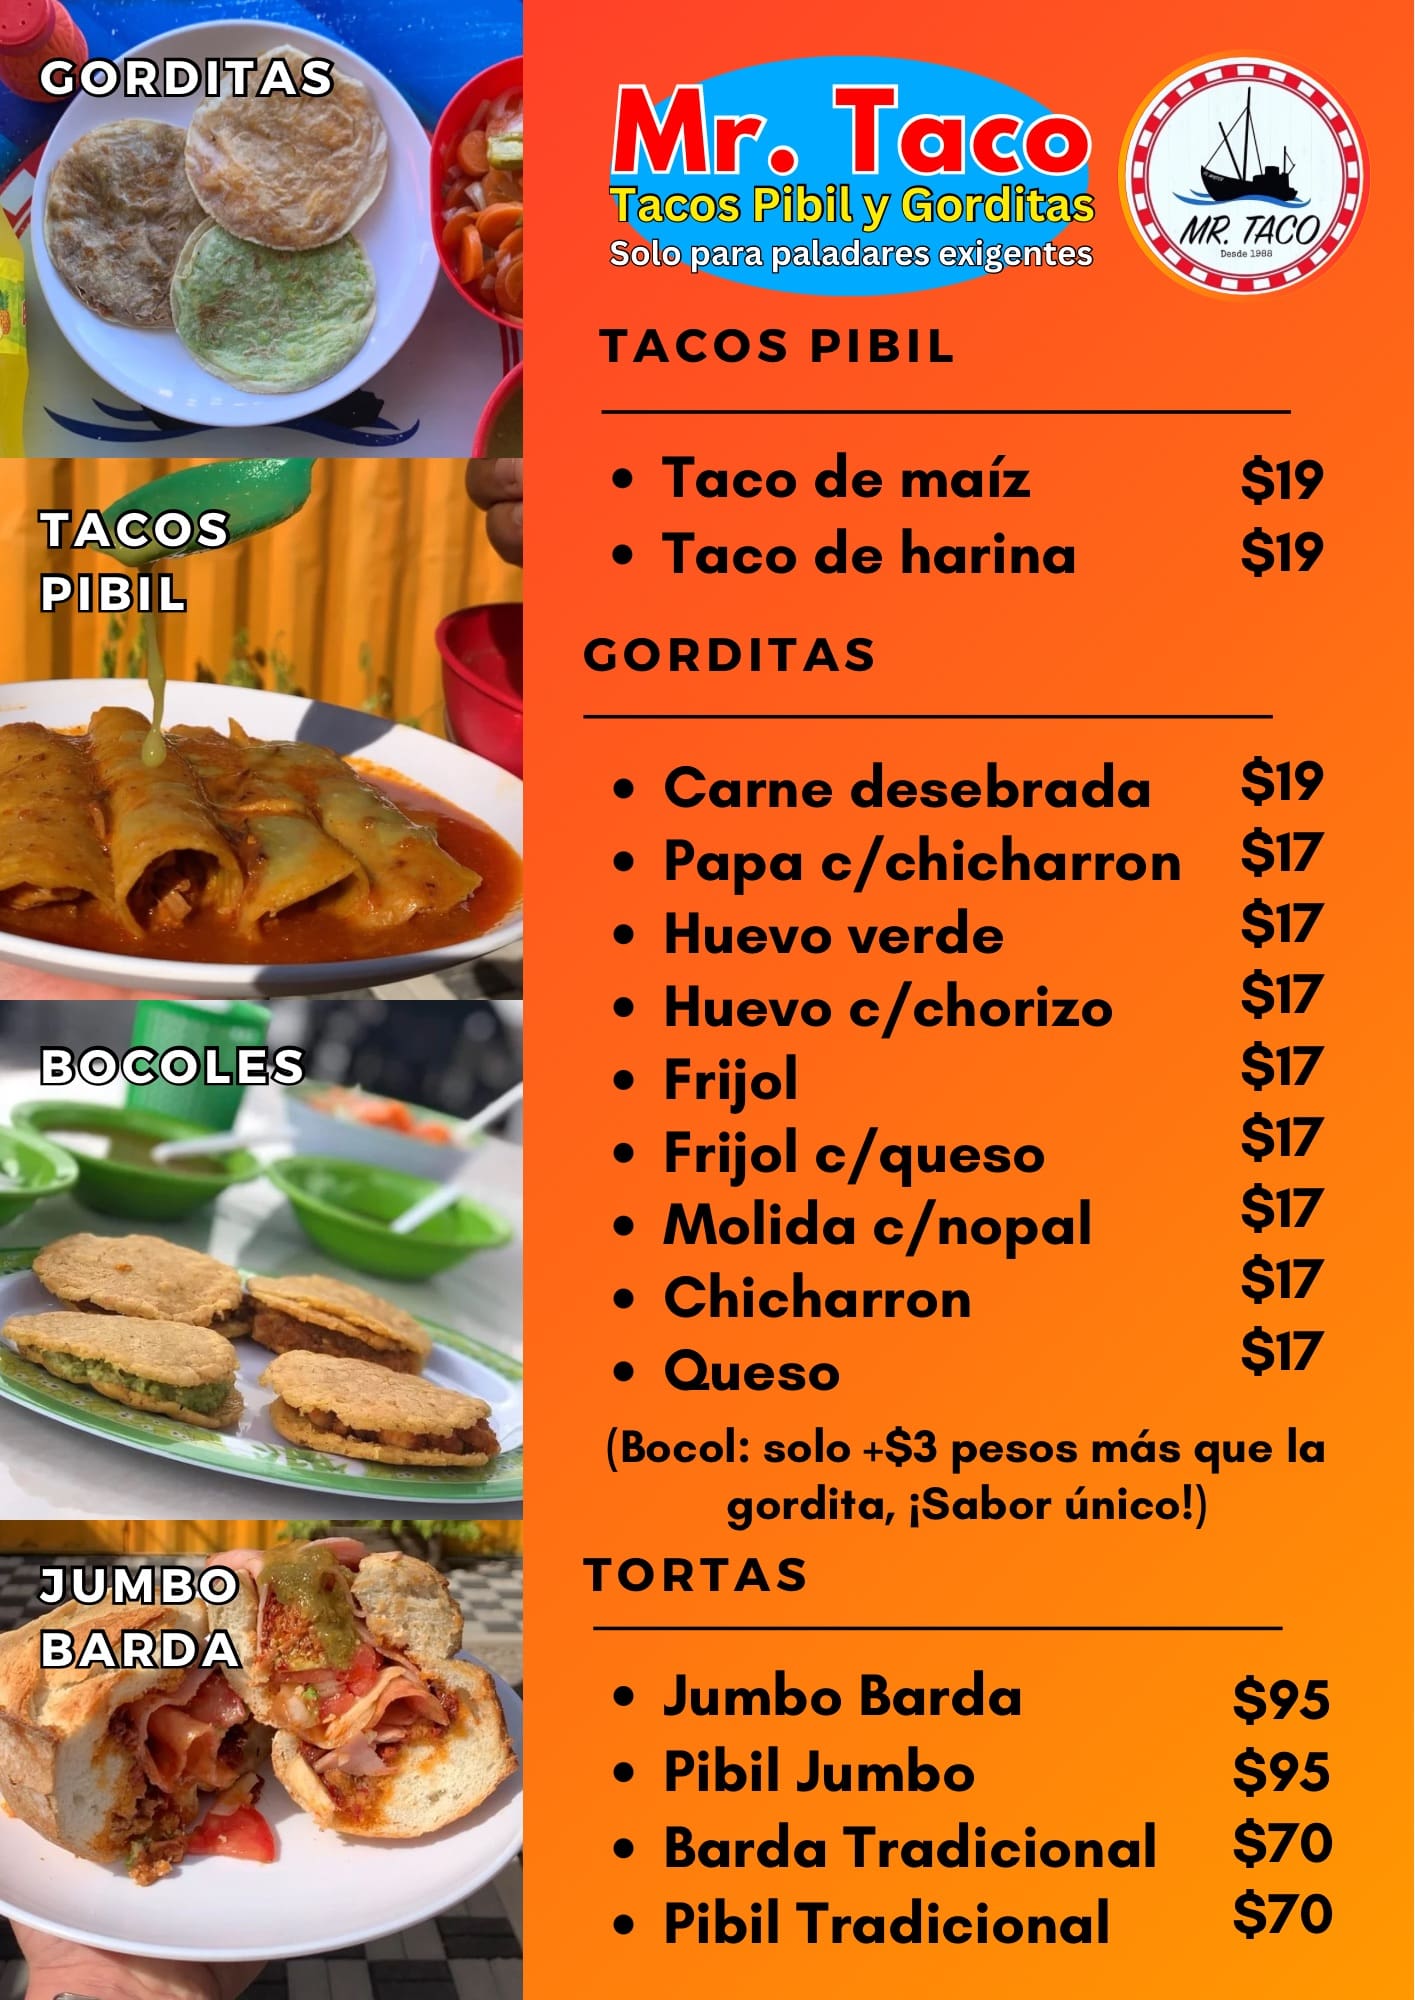 GORDITAS
TACOS
PIBIL
BOCOLES
JUMBO
BARDA
Mr. Taco
Tacos Pibil y Gorditas
Solo para paladares exigentes
MR. TACO
Desde 1988
TACOS PIBIL
• Taco de maíz $19
• Taco de harina $19
GORDITAS
• Carne desebrada $19
• Papa c/chicharron $17
• Huevo verde $17
• Huevo c/chorizo $17
• Frijol $17
• Frijol c/queso $17
• Molida c/nopal $17
• Chicharron $17
• Queso $17
(Bocol: solo +$3 pesos más que la
gordita, ¡Sabor único!)
TORTAS
• Jumbo Barda $95
• Pibil Jumbo $95
• Barda Tradicional $70
• Pibil Tradicional $70